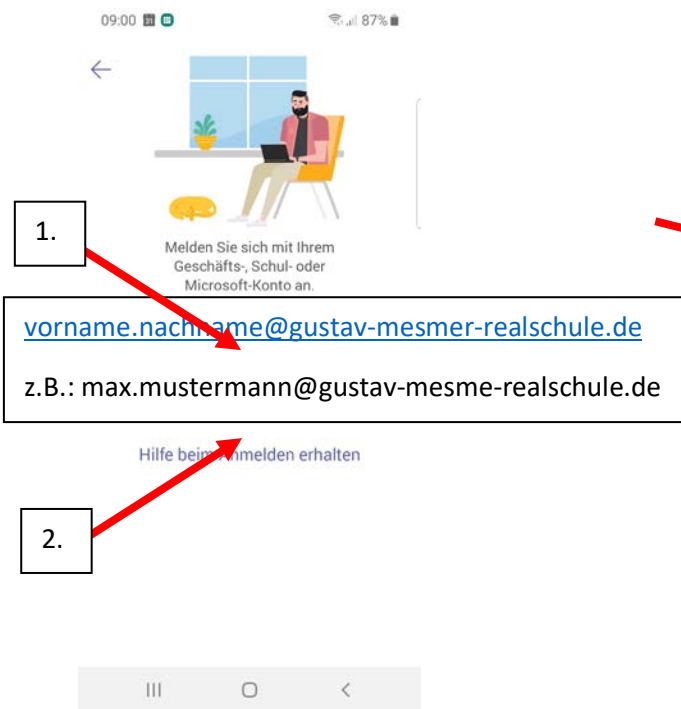 09:00 31 87%
1.
Melden Sie sich mit Ihrem
Geschäfts-, Schul- oder
Microsoft-Konto an.
vorname.nachname@gustav-mesmer-realschule.de
z.B.: max.mustermann@gustav-mesme-realschule.de
Hilfe beim Anmelden erhalten
2.